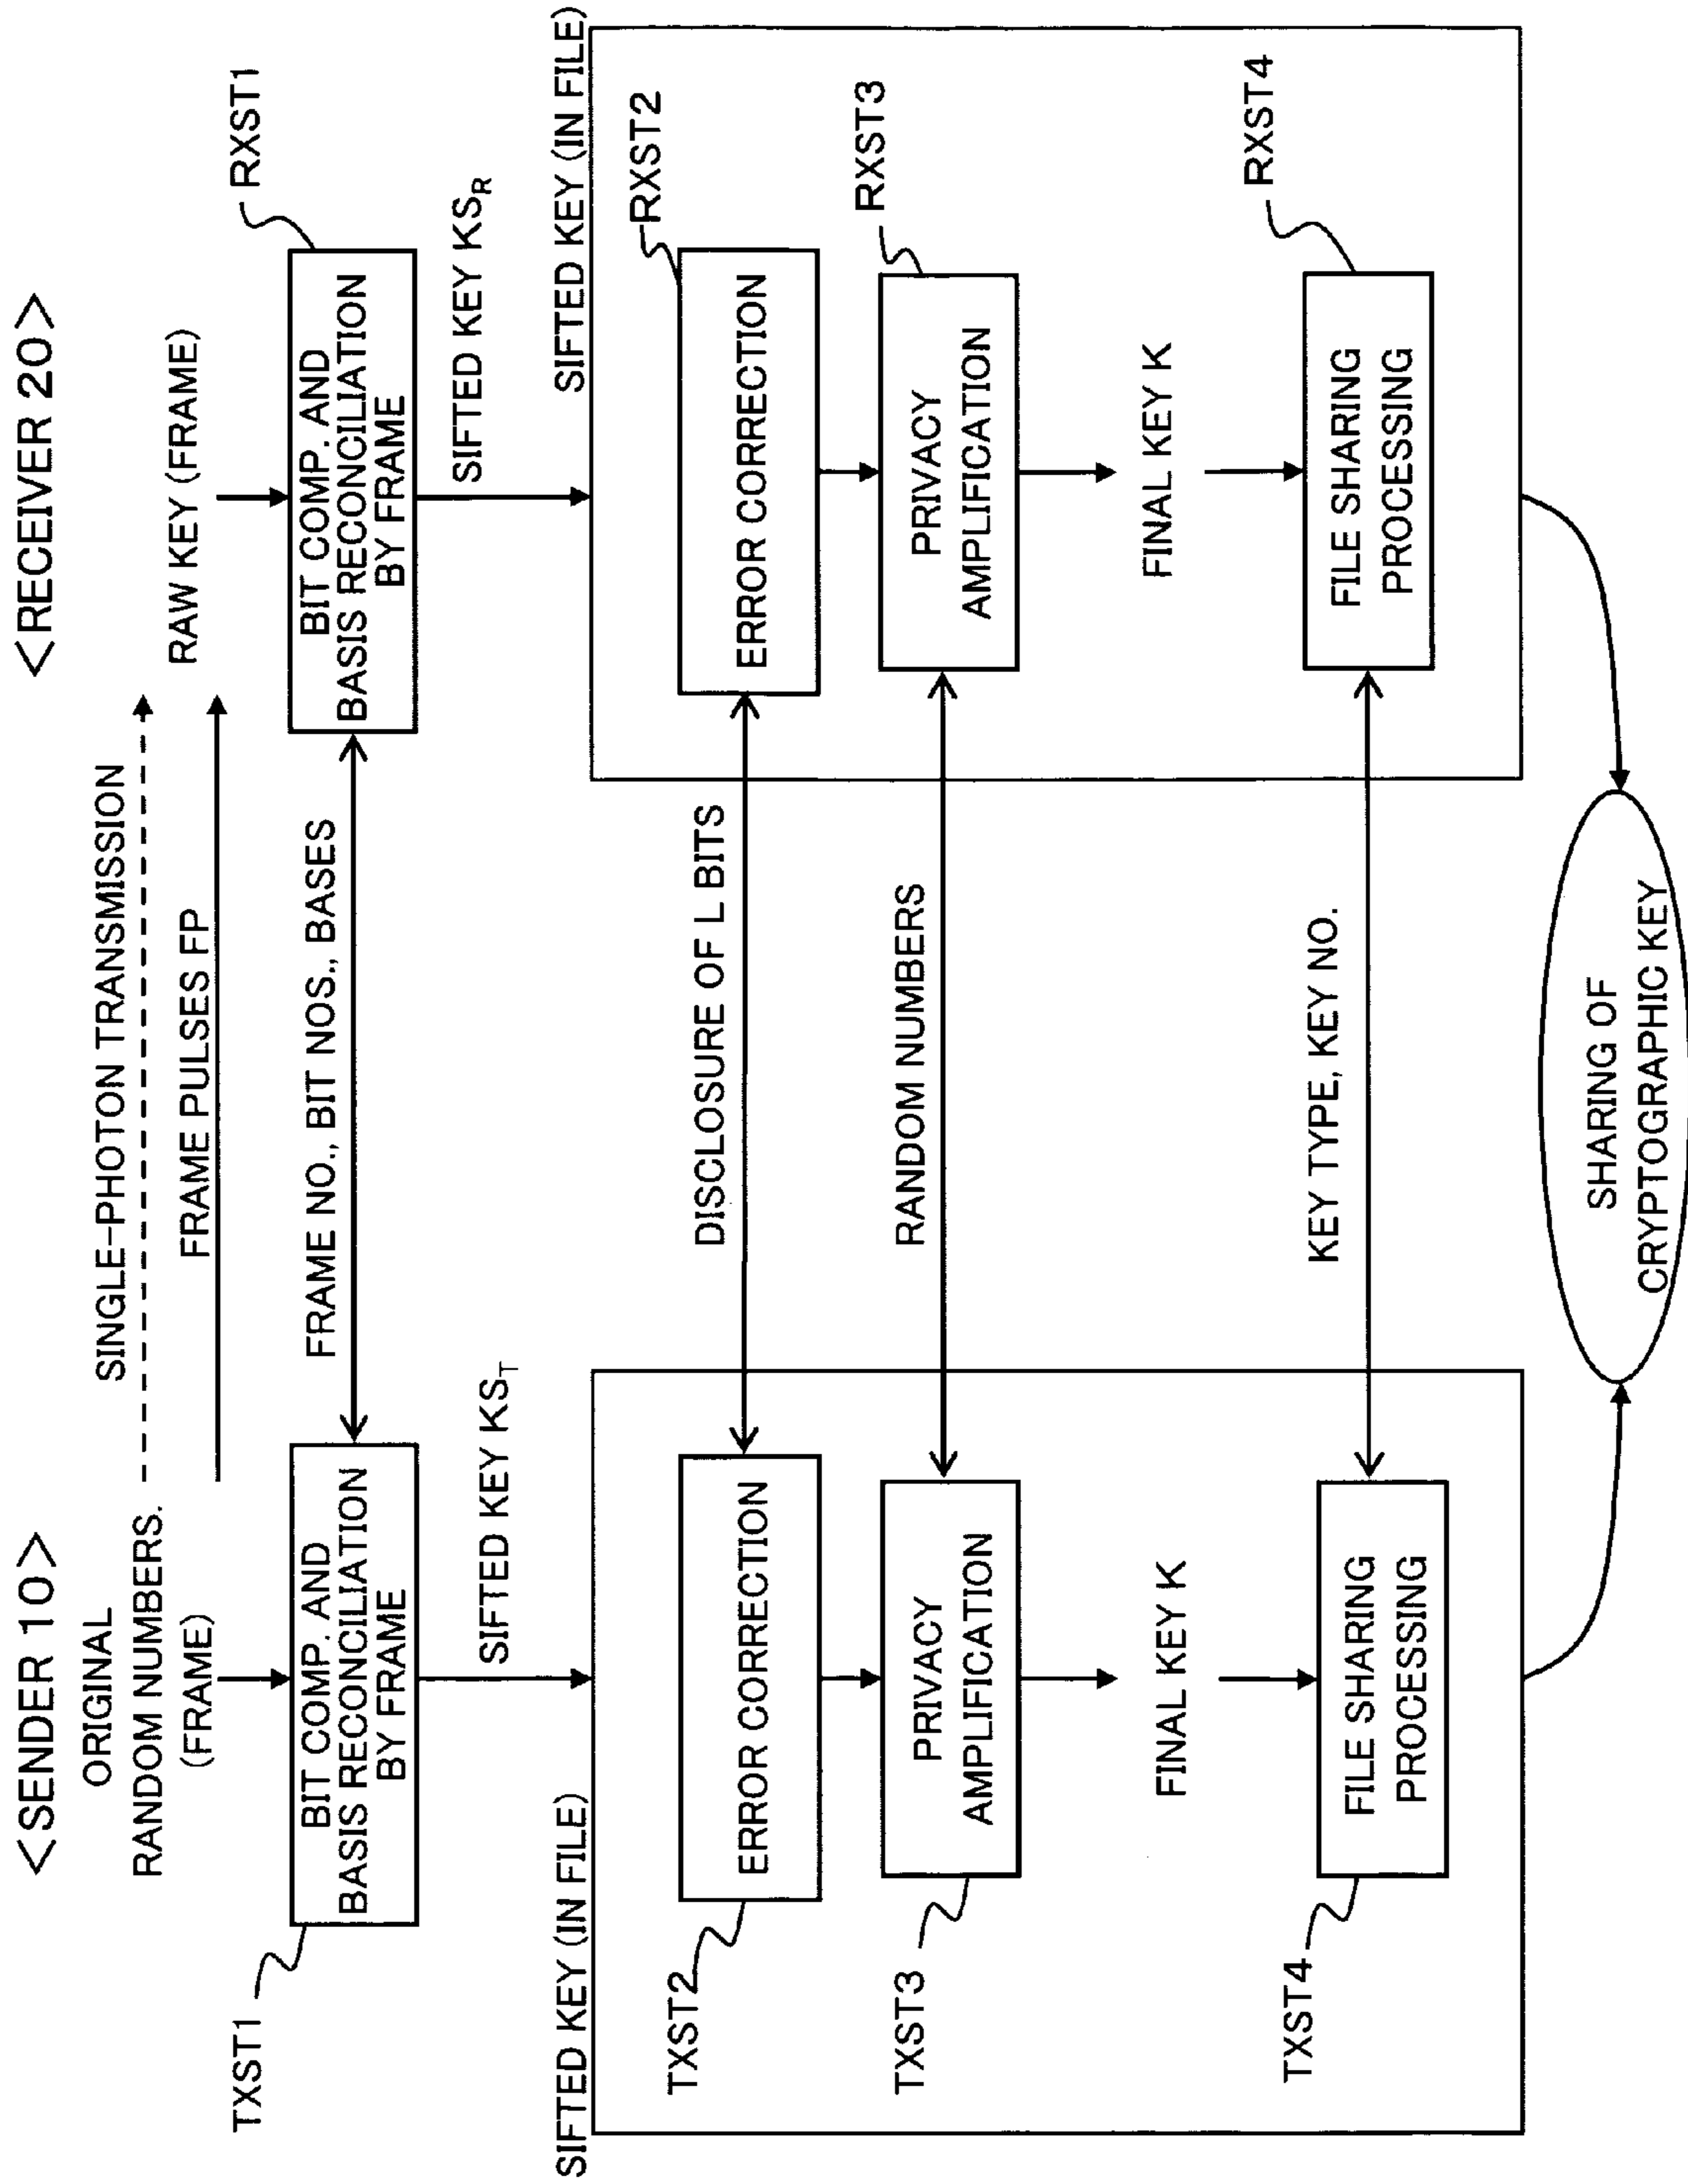 <SENDER 10>
<RECEIVER 20>
ORIGINAL
RANDOM NUMBERS.
(FRAME)
SINGLE-PHOTON TRANSMISSION
FRAME PULSES FP
RAW KEY (FRAME)
TXST1
BIT COMP. AND
BASIS RECONCILIATION
BY FRAME
FRAME NO., BIT NOS., BASES
BIT COMP. AND
BASIS RECONCILIATION
BY FRAME
RXST1
SIFTED KEY KST
SIFTED KEY KSR
SIFTED KEY (IN FILE)
SIFTED KEY (IN FILE)
TXST2
ERROR CORRECTION
DISCLOSURE OF L BITS
ERROR CORRECTION
RXST2
TXST3
PRIVACY
AMPLIFICATION
RANDOM NUMBERS
PRIVACY
AMPLIFICATION
RXST3
FINAL KEY K
FINAL KEY K
TXST4
FILE SHARING
PROCESSING
KEY TYPE, KEY NO.
FILE SHARING
PROCESSING
RXST4
SHARING OF
CRYPTOGRAPHIC KEY